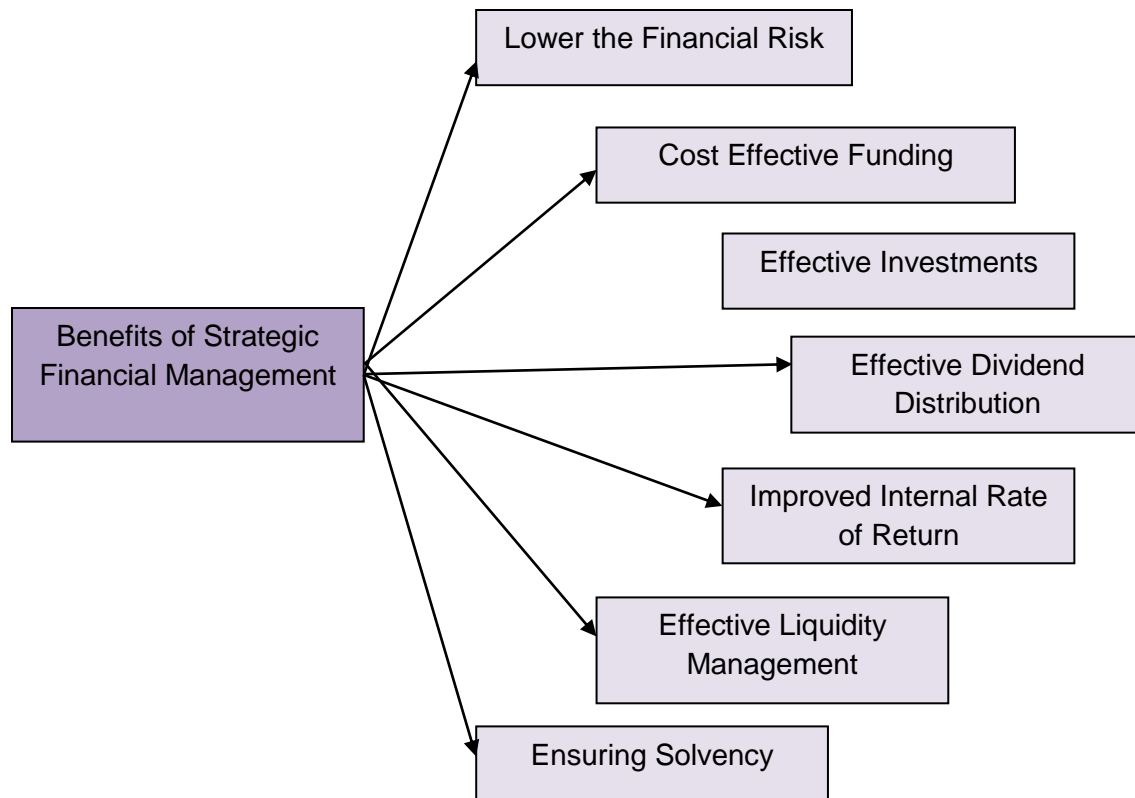 Lower the Financial Risk
Cost Effective Funding
Effective Investments
Benefits of Strategic
Financial Management
Effective Dividend
Distribution
Improved Internal Rate
of Return
Effective Liquidity
Management
Ensuring Solvency